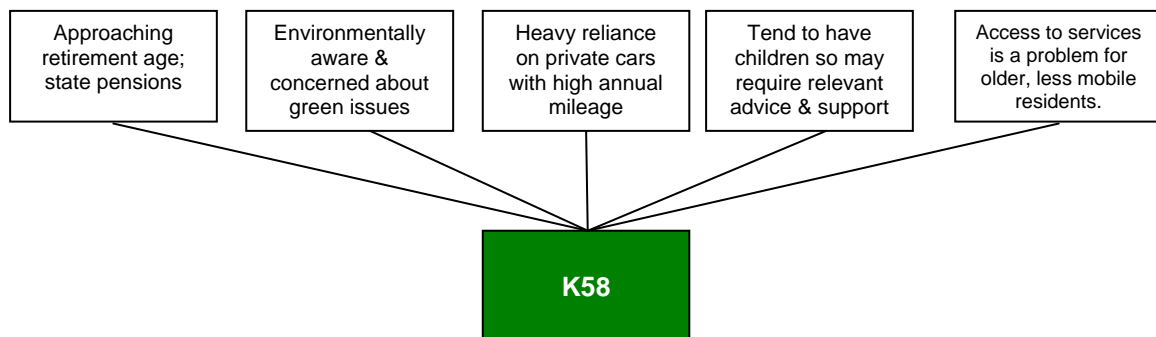 Approaching
retirement age;
state pensions
Environmentally
aware &
concerned about
green issues
Heavy reliance
on private cars
with high annual
mileage
Tend to have
children so may
require relevant
advice & support
Access to services
is a problem for
older, less mobile
residents.
K58